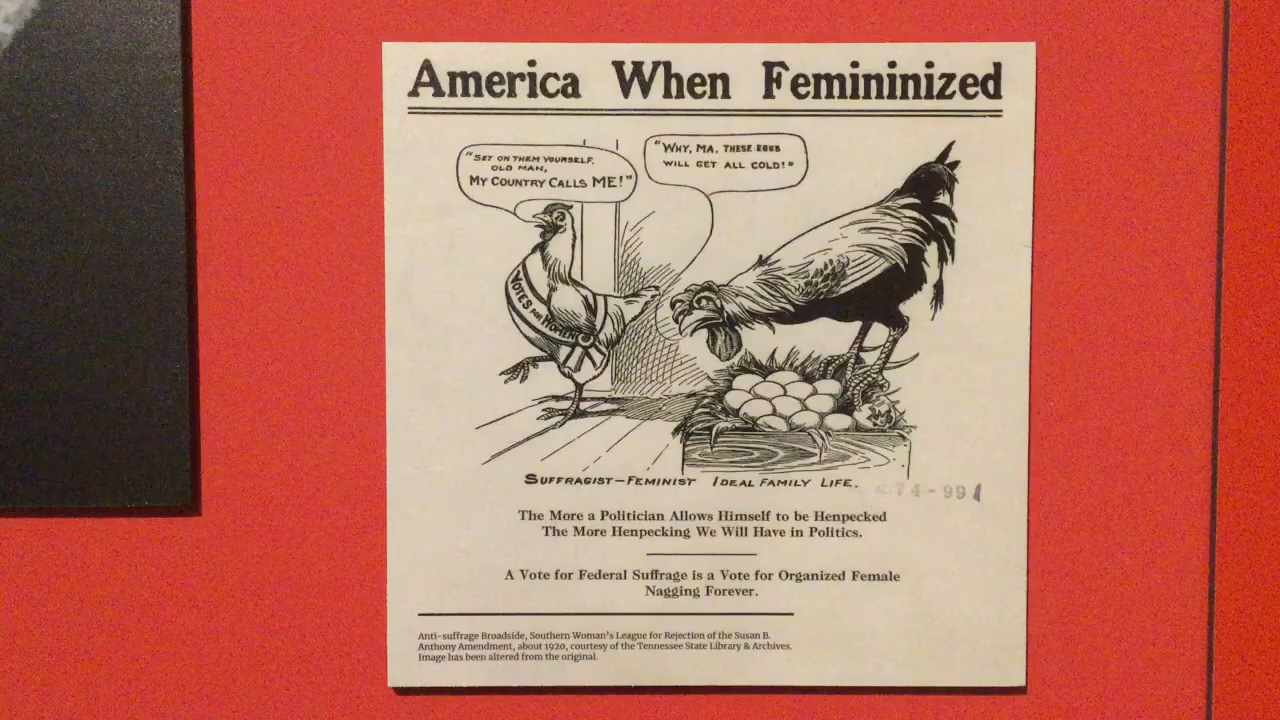 America When Femininized
"SET ON THEM YOURSELF,
OLD MAN,
MY COUNTRY CALLS ME!"
"WHY, MA, THESE EGGS
WILL GET ALL COLD!"
VOTES FOR WOMEN
SUFFRAGIST-FEMINIST IDEAL FAMILY LIFE.
74-991
The More a Politician Allows Himself to be Henpecked
The More Henpecking We Will Have in Politics.
A Vote for Federal Suffrage is a Vote for Organized Female
Nagging Forever.
Anti-suffrage Broadside, Southern Woman's League for Rejection of the Susan B.
Anthony Amendment, about 1920, courtesy of the Tennessee State Library & Archives.
Image has been altered from the original.